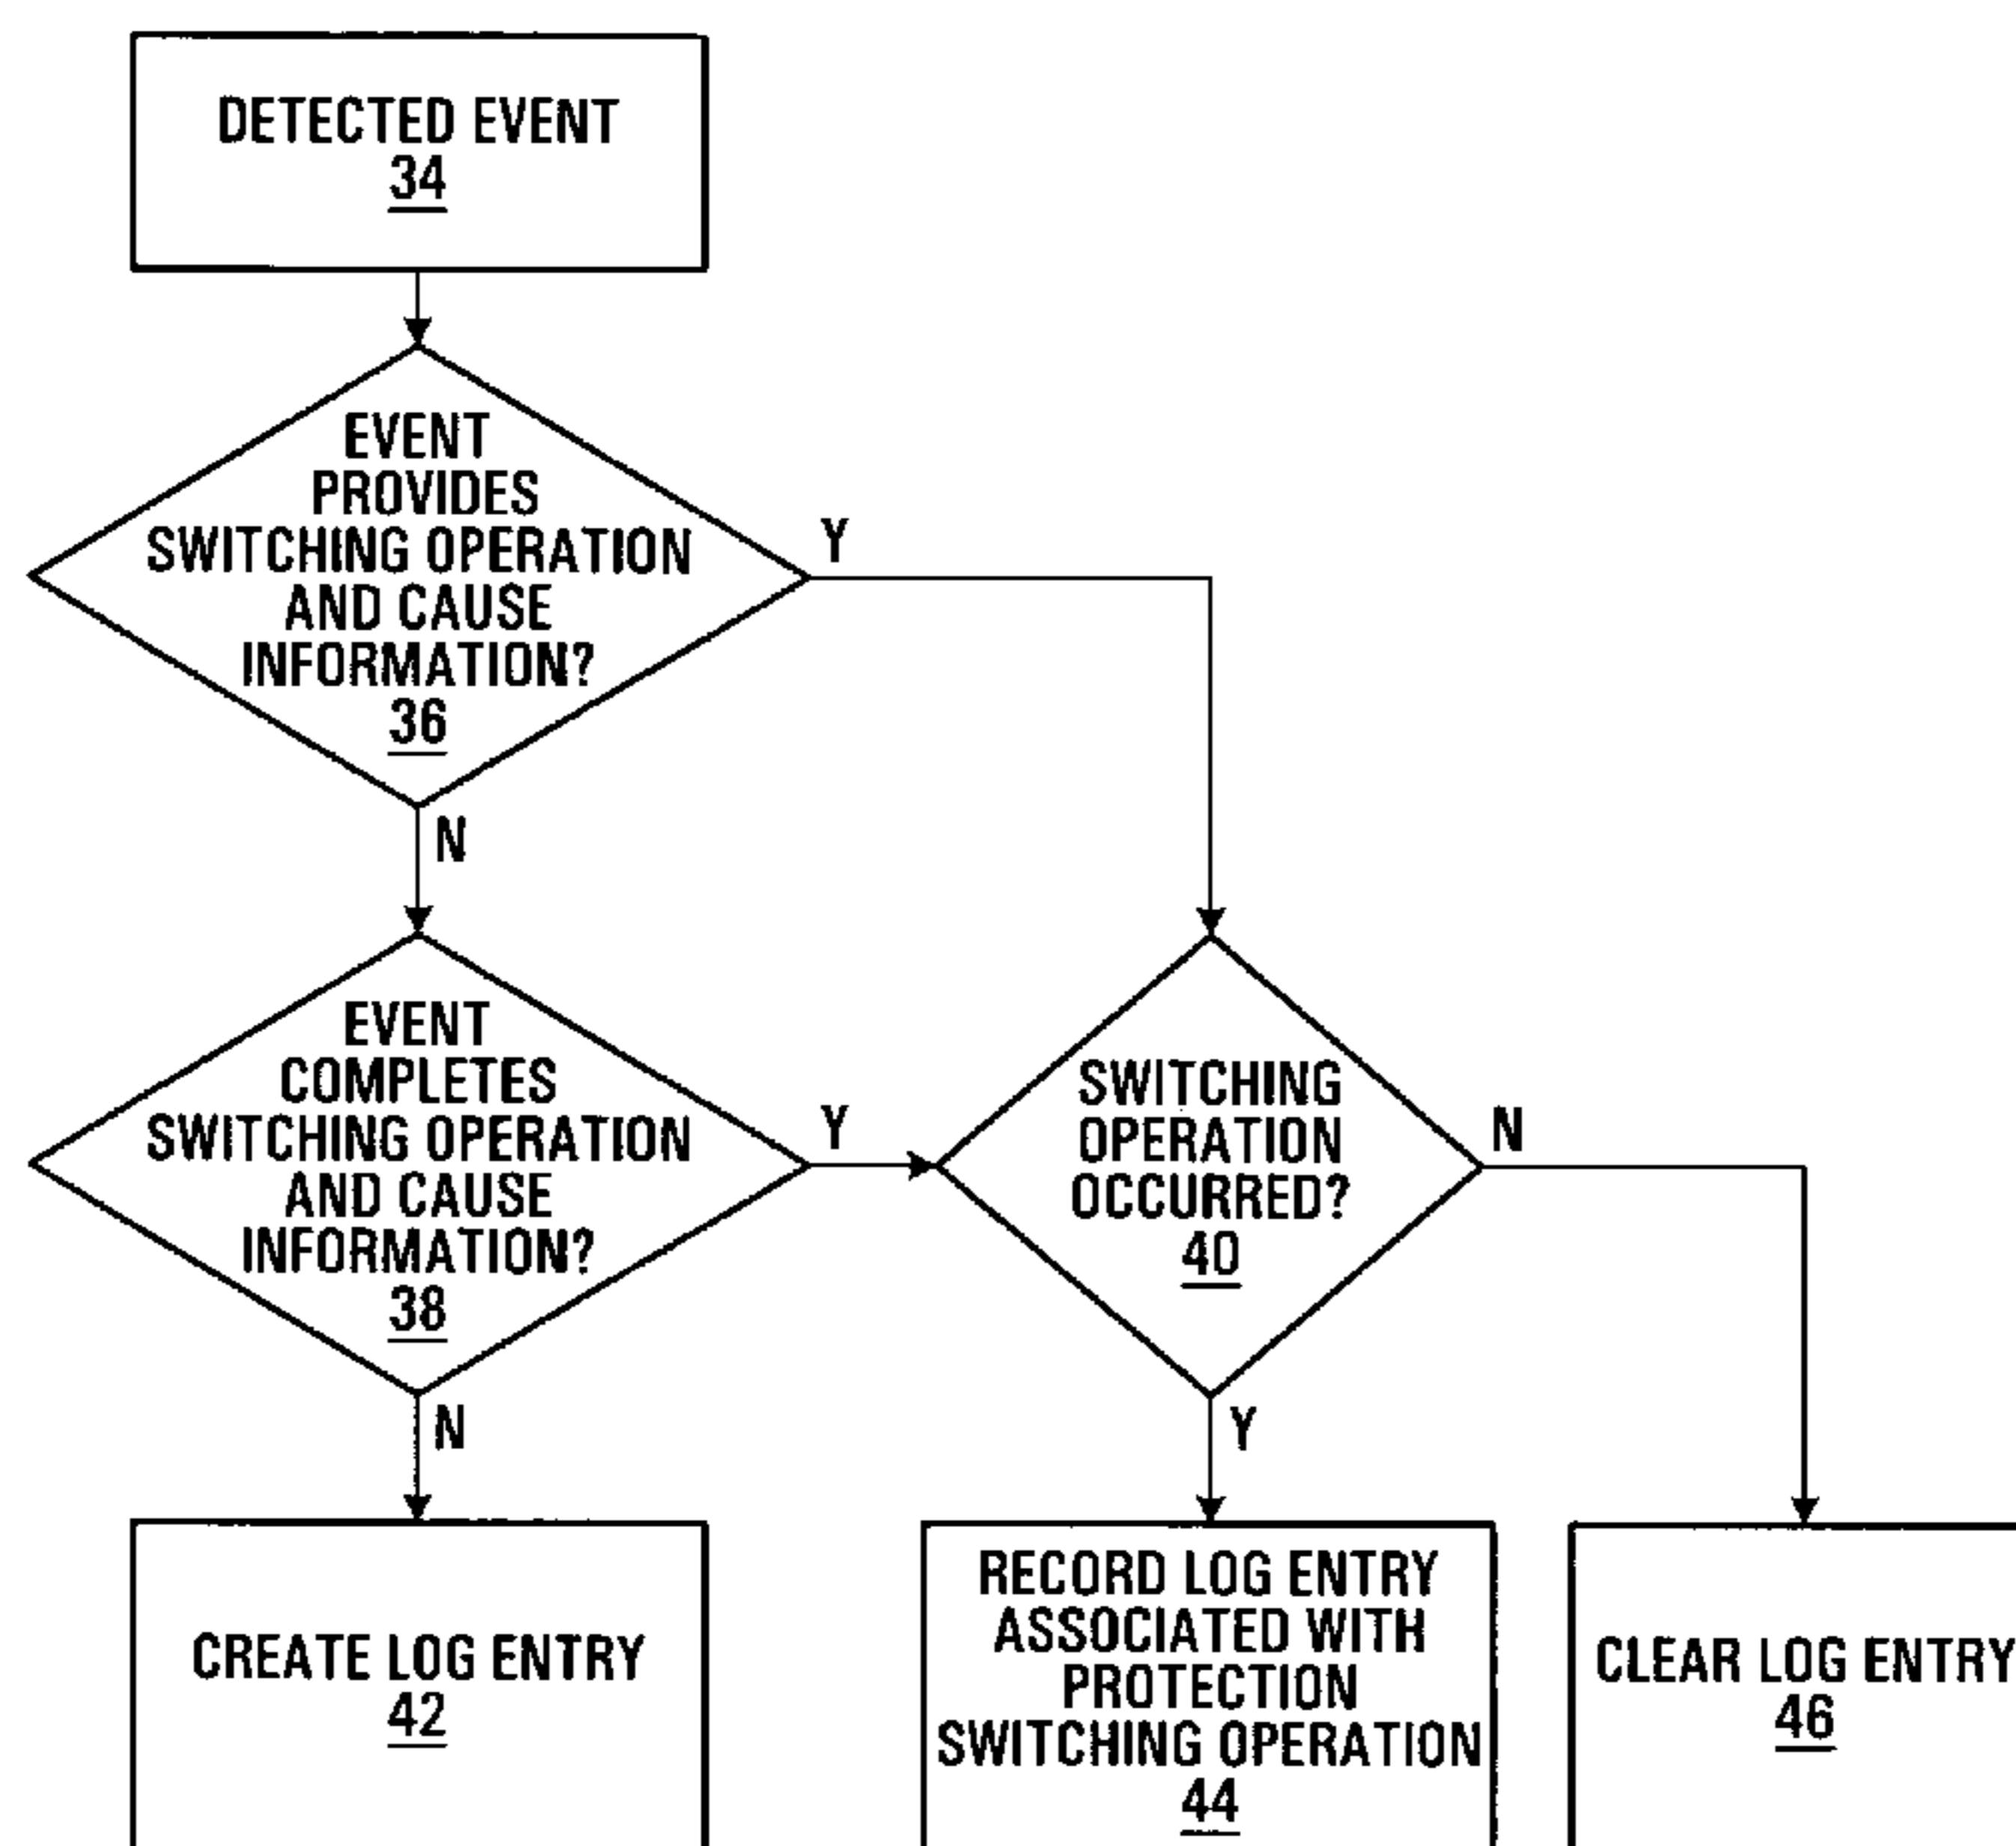 DETECTED EVENT
34
EVENT
PROVIDES
SWITCHING OPERATION
AND CAUSE
INFORMATION?
36
Y
N
EVENT
COMPLETES
SWITCHING OPERATION
AND CAUSE
INFORMATION?
38
Y
N
SWITCHING
OPERATION
OCCURRED?
40
N
Y
CREATE LOG ENTRY
42
RECORD LOG ENTRY
ASSOCIATED WITH
PROTECTION
SWITCHING OPERATION
44
CLEAR LOG ENTRY
46